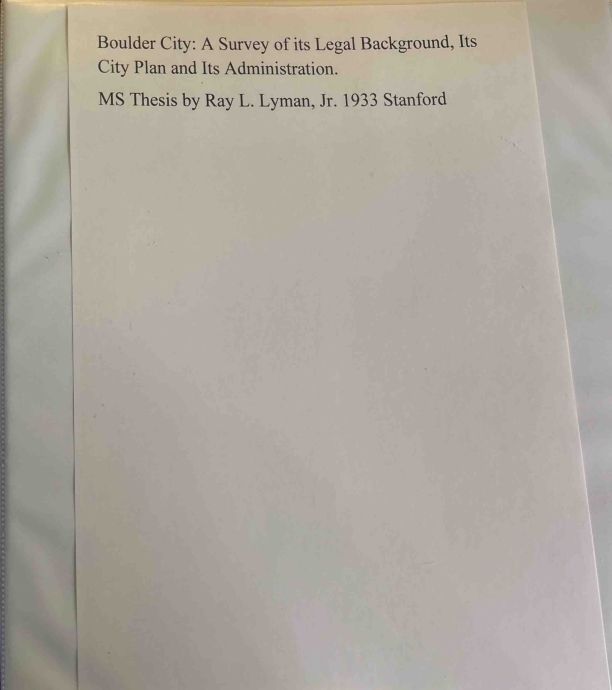 Boulder City: A Survey of its Legal Background, Its
City Plan and Its Administration.
MS Thesis by Ray L. Lyman, Jr. 1933 Stanford